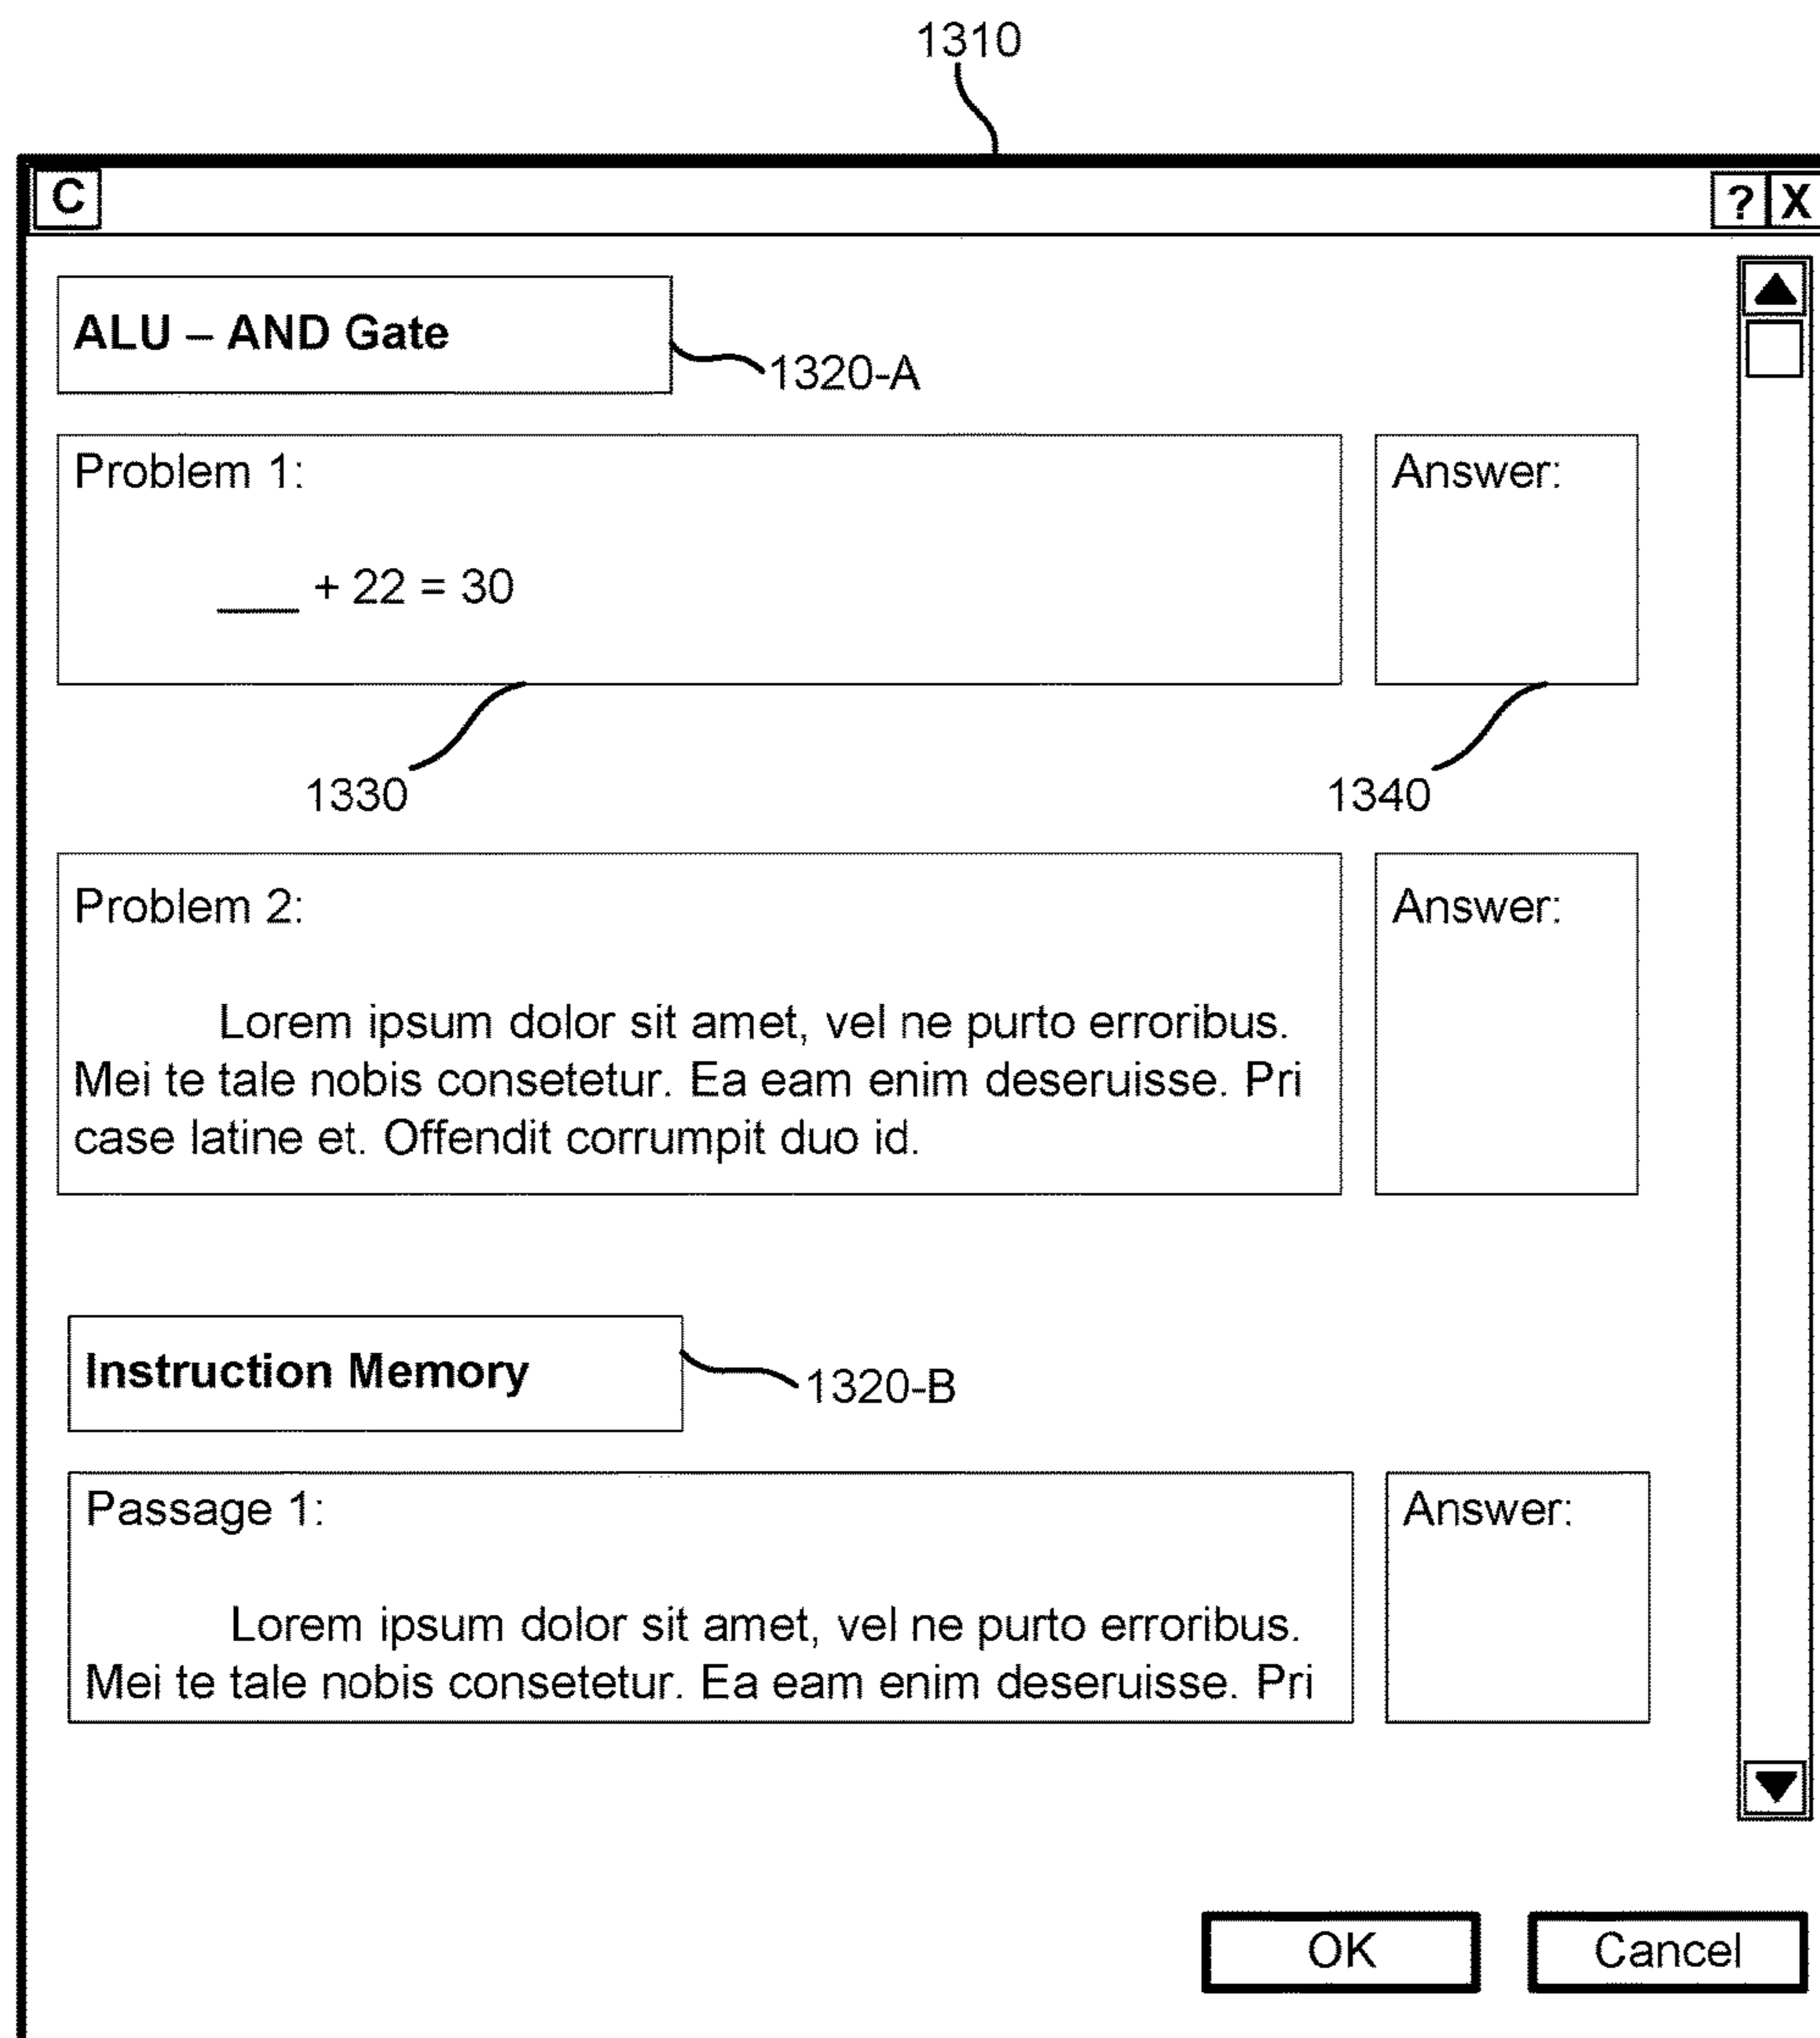 1310
C
? X
ALU – AND Gate
1320-A
Problem 1:
___ + 22 = 30
Answer:
1330
1340
Problem 2:
Lorem ipsum dolor sit amet, vel ne purto erroribus.
Mei te tale nobis consetetur. Ea eam enim deseruisse. Pri
case latine et. Offendit corrumpit duo id.
Answer:
Instruction Memory
1320-B
Passage 1:
Lorem ipsum dolor sit amet, vel ne purto erroribus.
Mei te tale nobis consetetur. Ea eam enim deseruisse. Pri
Answer:
OK
Cancel